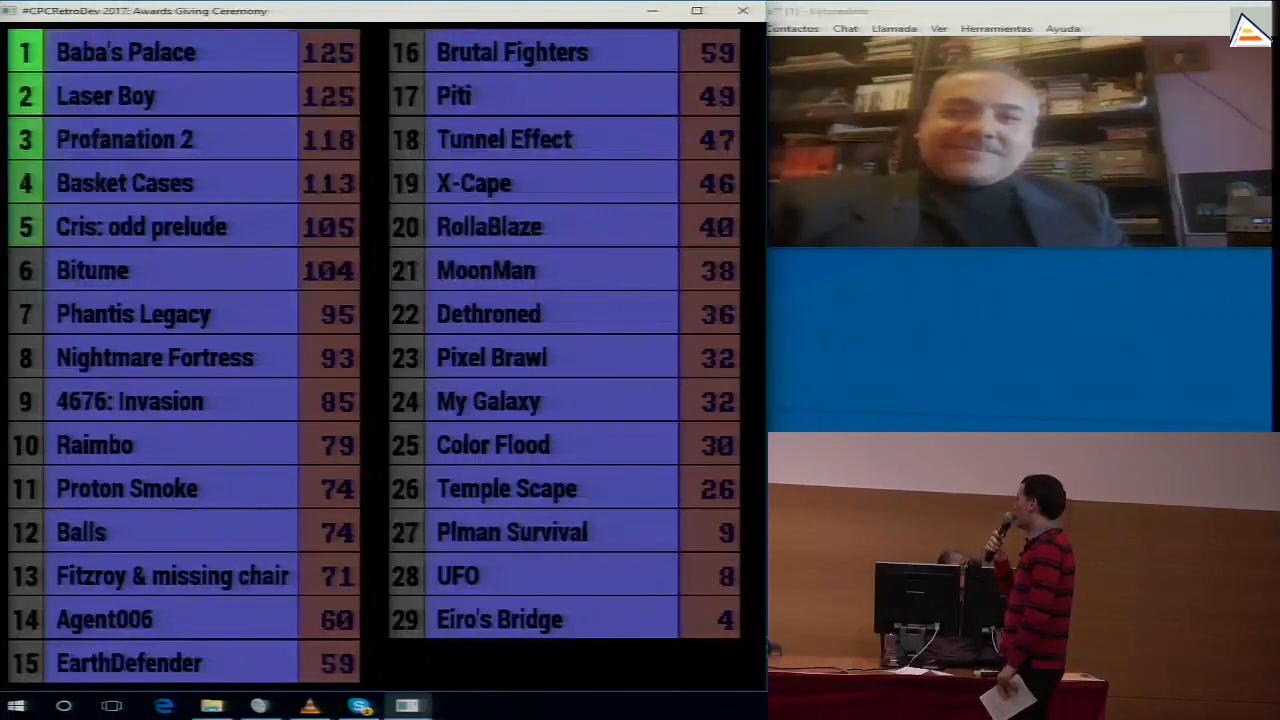 #CPCRetroDev 2017: Awards Giving Ceremony
Contactos Chat Llamada Ver Herramientas Ayuda
1 Baba's Palace 125
2 Laser Boy 125
3 Profanation 2 118
4 Basket Cases 113
5 Cris: odd prelude 105
6 Bitume 104
7 Phantis Legacy 95
8 Nightmare Fortress 93
9 4676: Invasion 85
10 Raimbo 79
11 Proton Smoke 74
12 Balls 74
13 Fitzroy & missing chair 71
14 Agent006 60
15 EarthDefender 59
16 Brutal Fighters 59
17 Piti 49
18 Tunnel Effect 47
19 X-Cape 46
20 RollaBlaze 40
21 MoonMan 38
22 Dethroned 36
23 Pixel Brawl 32
24 My Galaxy 32
25 Color Flood 30
26 Temple Scape 26
27 Plman Survival 9
28 UFO 8
29 Eiro's Bridge 4